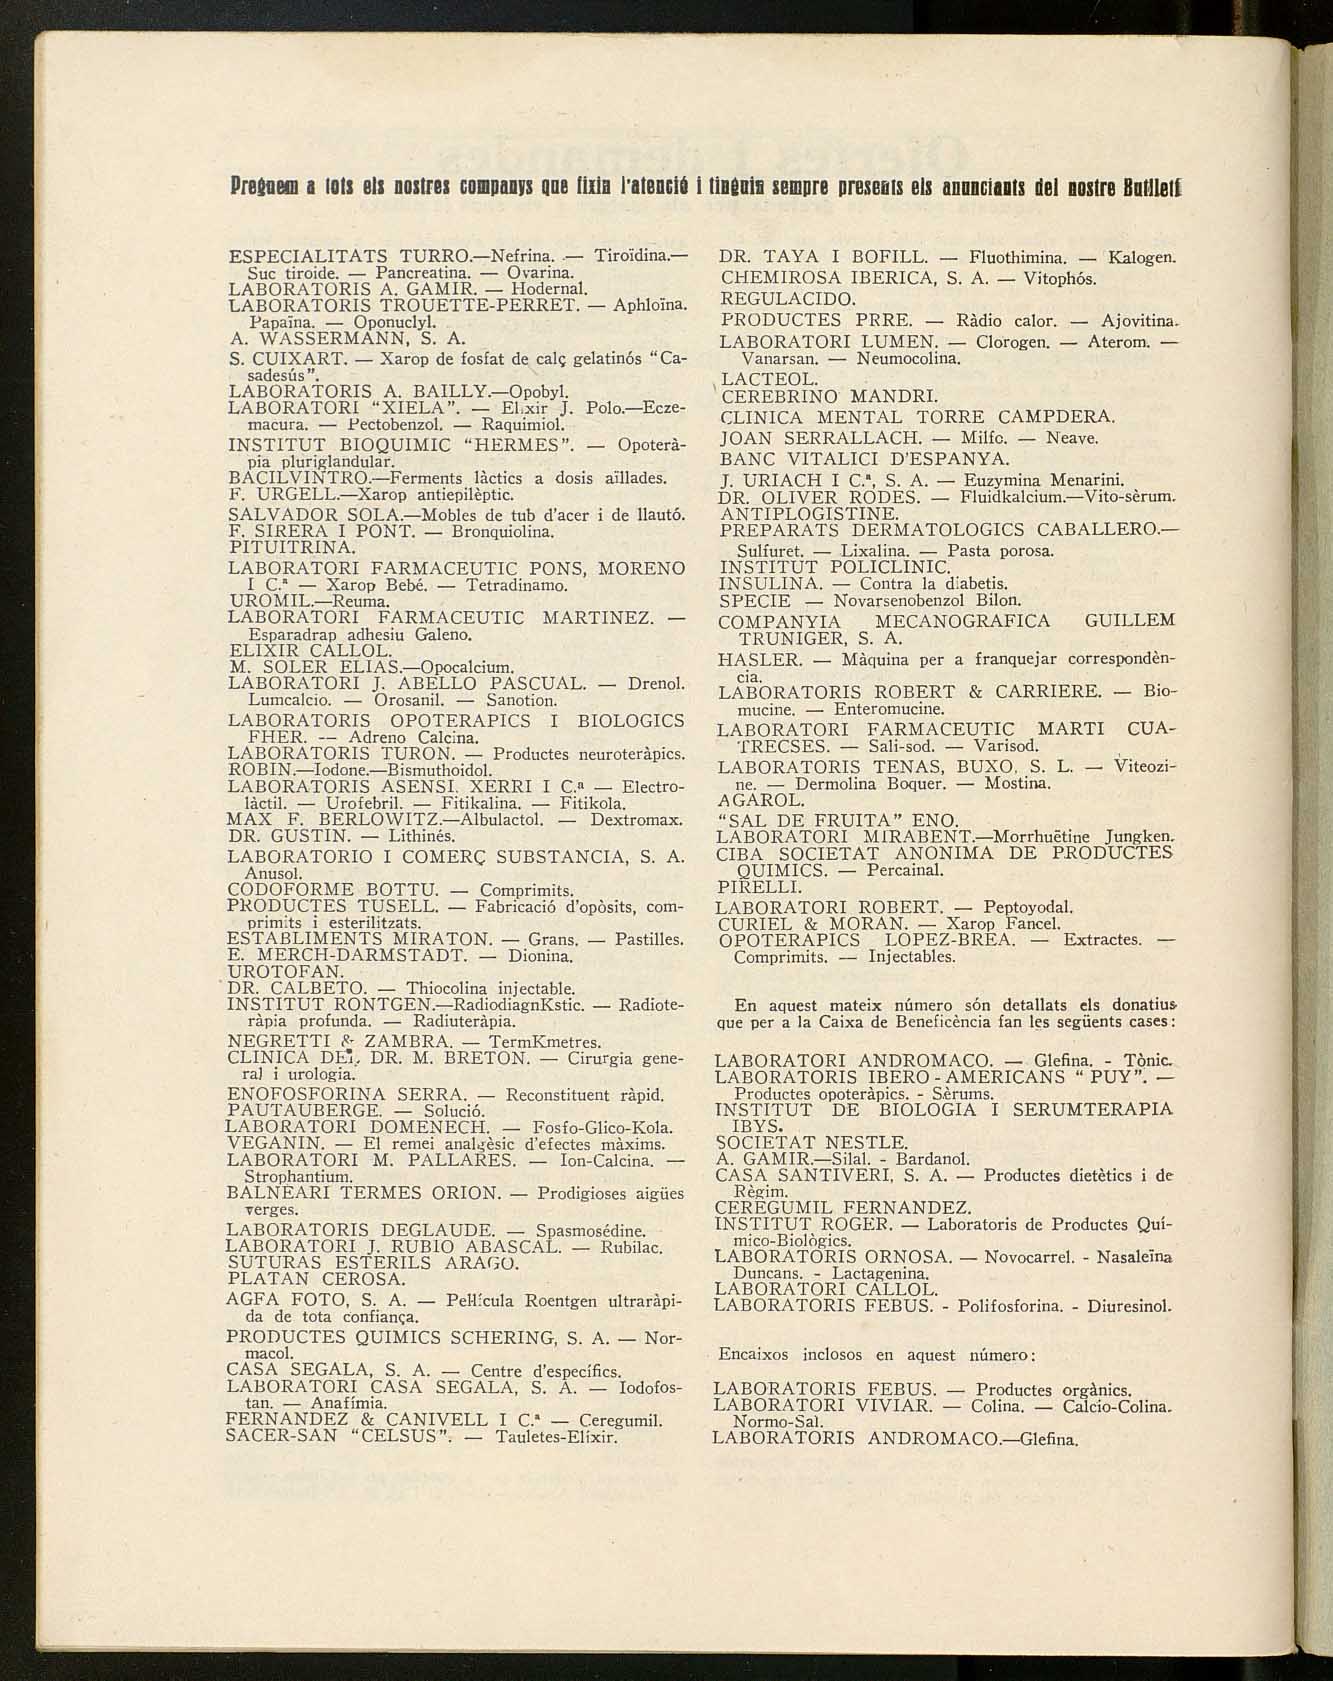 Preguem a tots els nostres companys que fixin l'atenció i tinguin sempre presents els anunciants del nostre Butlletí
ESPECIALITATS TURRO.—Nefrina. — Tiroïdina.—
Suc tiroide. — Pancreatina. — Ovarina.
LABORATORIS A. GAMIR. — Hodernal.
LABORATORIS TROUETTE-PERRET. — Aphloïna.
Papaïna. — Oponuclyl.
A. WASSERMANN, S. A.
S. CUIXART. — Xarop de fosfat de calç gelatinós “Ca-
sadesús”.
LABORATORIS A. BAILLY.—Opobyl.
LABORATORI “XIELA”. — Elixir J. Polo.—Ecze-
macura. — Pectobenzol. — Raquimiol.
INSTITUT BIOQUIMIC “HERMES”. — Opoterà-
pia pluriglandular.
BACILVINTRO.—Ferments làctics a dosis aïllades.
F. URGELL.—Xarop antiepilèptic.
SALVADOR SOLA.—Mobles de tub d'acer i de llautó.
F. SIRERA I PONT. — Bronquiolina.
PITUITRINA.
LABORATORI FARMACEUTIC PONS, MORENO
I C.ª — Xarop Bebé. — Tetradinamo.
UROMIL.—Reuma.
LABORATORI FARMACEUTIC MARTINEZ. —
Esparadrap adhesiu Galeno.
ELIXIR CALLOL.
M. SOLER ELIAS.—Opocalcium.
LABORATORI J. ABELLO PASCUAL. — Drenol.
Lumcalcio. — Orosanil. — Sanotion.
LABORATORIS OPOTERAPICS I BIOLOGICS
FHER. — Adreno Calcina.
LABORATORIS TURON. — Productes neuroteràpics.
ROBIN.—Iodone.—Bismuthoidol.
LABORATORIS ASENSI. XERRI I C.ª — Electro-
làctil. — Urofebril. — Fitikalina. — Fitikola.
MAX F. BERLOWITZ.—Albulactol. — Dextromax.
DR. GUSTIN. — Lithinés.
LABORATORIO I COMERÇ SUBSTANCIA, S. A.
Anusol.
CODOFORME BOTTU. — Comprimits.
PRODUCTES TUSELL. — Fabricació d'opòsits, com-
primits i esterilitzats.
ESTABLIMENTS MIRATON. — Grans. — Pastilles.
E. MERCH-DARMSTADT. — Dionina.
UROTOFAN.
DR. CALBETO. — Thiocolina injectable.
INSTITUT RONTGEN.—RadiodiagnKstic. — Radiote-
ràpia profunda. — Radiuteràpia.
NEGRETTI & ZAMBRA. — TermKmetres.
CLINICA DEL DR. M. BRETON. — Cirurgia gene-
ral i urologia.
ENOFOSFORINA SERRA. — Reconstituent ràpid.
PAUTAUBERGE. — Solució.
LABORATORI DOMENECH. — Fosfo-Glico-Kola.
VEGANIN. — El remei analgèsic d'efectes màxims.
LABORATORI M. PALLARES. — Ion-Calcina. —
Strophantium.
BALNEARI TERMES ORION. — Prodigioses aigües
verges.
LABORATORIS DEGLAUDE. — Spasmosédine.
LABORATORI J. RUBIO ABASCAL. — Rubilac.
SUTURAS ESTERILS ARAGO.
PLATAN CEROSA.
AGFA FOTO, S. A. — Pel·lícula Roentgen ultraràpi-
da de tota confiança.
PRODUCTES QUIMICS SCHERING, S. A. — Nor-
macol.
CASA SEGALA, S. A. — Centre d'específics.
LABORATORI CASA SEGALA, S. A. — Iodofos-
tan. — Anafímia.
FERNANDEZ & CANIVELL I C.ª — Ceregumil.
SACER-SAN “CELSUS”. — Tauletes-Elíxir.
DR. TAYA I BOFILL. — Fluothimina. — Kalogen.
CHEMIROSA IBERICA, S. A. — Vitophós.
REGULACIDO.
PRODUCTES PRRE. — Ràdio calor. — Ajovitina.
LABORATORI LUMEN. — Clorogen. — Aterom. —
Vanarsan. — Neumocolina.
LACTEOL.
CEREBRINO MANDRI.
CLINICA MENTAL TORRE CAMPDERA.
JOAN SERRALLACH. — Milfo. — Neave.
BANC VITALICI D'ESPANYA.
J. URIACH I C.ª, S. A. — Euzymina Menarini.
DR. OLIVER RODES. — Fluidkalcium.—Vito-sèrum.
ANTIPLOGISTINE.
PREPARATS DERMATOLOGICS CABALLERO.—
Sulfuret. — Lixalina. — Pasta porosa.
INSTITUT POLICLINIC.
INSULINA. — Contra la diabetis.
SPECIE — Novarsenobenzol Bilon.
COMPANYIA MECANOGRAFICA GUILLEM
TRUNIGER, S. A.
HASLER. — Màquina per a franquejar correspondèn-
cia.
LABORATORIS ROBERT & CARRIERE. — Bio-
mucine. — Enteromucine.
LABORATORI FARMACEUTIC MARTI CUA-
TRECSES. — Sali-sod. — Varisod.
LABORATORIS TENAS, BUXO, S. L. — Viteozi-
ne. — Dermolina Boquer. — Mostina.
AGAROL.
“SAL DE FRUITA” ENO.
LABORATORI MIRABENT.—Morrhuëtine Jungken.
CIBA SOCIETAT ANONIMA DE PRODUCTES
QUIMICS. — Percainal.
PIRELLI.
LABORATORI ROBERT. — Peptoyodal.
CURIEL & MORAN. — Xarop Fancel.
OPOTERAPICS LOPEZ-BREA. — Extractes. —
Comprimits. — Injectables.
En aquest mateix número són detallats els donatius
que per a la Caixa de Beneficència fan les següents cases:
LABORATORI ANDROMACO. — Glefina. - Tònic.
LABORATORIS IBERO-AMERICANS “PUY”. —
Productes opoteràpics. - Sèrums.
INSTITUT DE BIOLOGIA I SERUMTERAPIA
IBYS.
SOCIETAT NESTLE.
A. GAMIR.—Silal. - Bardanol.
CASA SANTIVERI, S. A. — Productes dietètics i de
Règim.
CEREGUMIL FERNANDEZ.
INSTITUT ROGER. — Laboratoris de Productes Quí-
mico-Biològics.
LABORATORIS ORNOSA. — Novocarrel. - Nasaleïna
Duncans. - Lactagenina.
LABORATORI CALLOL.
LABORATORIS FEBUS. - Polifosforina. - Diuresinol.
Encaixos inclosos en aquest número:
LABORATORIS FEBUS. — Productes orgànics.
LABORATORI VIVIAR. — Colina. — Calcio-Colina.
Normo-Sal.
LABORATORIS ANDROMACO.—Glefina.